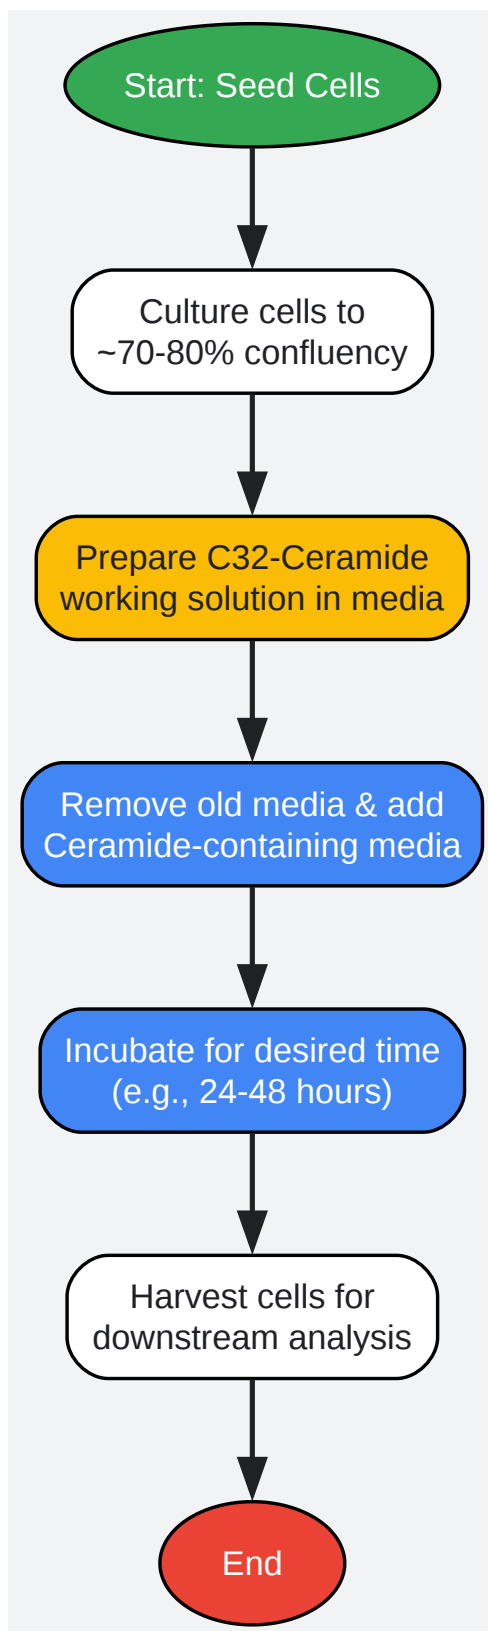 Start: Seed Cells
Culture cells to
~70-80% confluency
Prepare C32-Ceramide
working solution in media
Remove old media & add
Ceramide-containing media
Incubate for desired time
(e.g., 24-48 hours)
Harvest cells for
downstream analysis
End